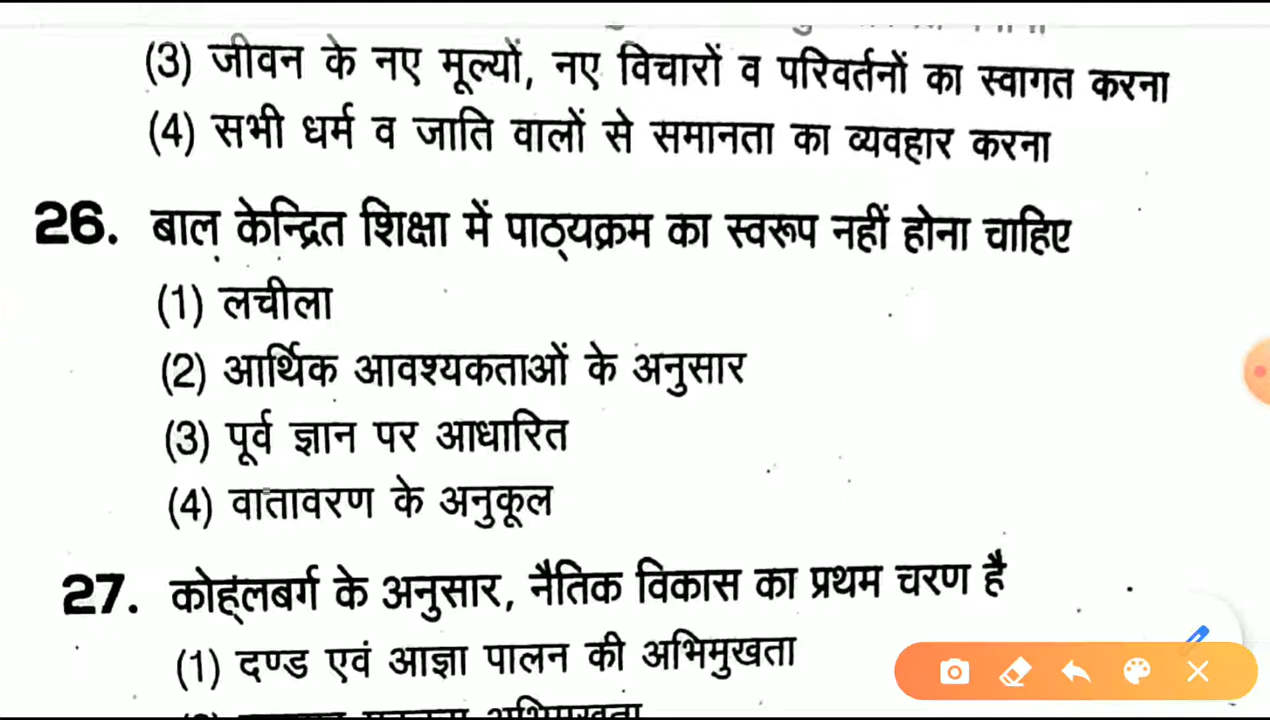 (3) जीवन के नए मूल्यों, नए विचारों व परिवर्तनों का स्वागत करना
(4) सभी धर्म व जाति वालों से समानता का व्यवहार करना
26. बाल केन्द्रित शिक्षा में पाठ्यक्रम का स्वरूप नहीं होना चाहिए
(1) लचीला
(2) आर्थिक आवश्यकताओं के अनुसार
(3) पूर्व ज्ञान पर आधारित
(4) वातावरण के अनुकूल
27. कोह्लबर्ग के अनुसार, नैतिक विकास का प्रथम चरण है
(1) दण्ड एवं आज्ञा पालन की अभिमुखता